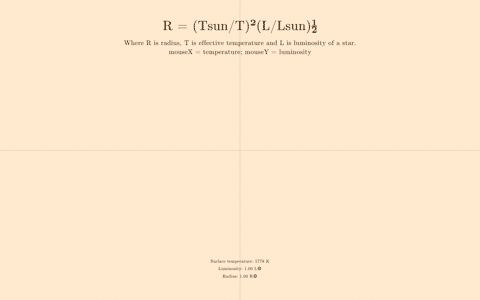 R = (Tsun/T)²(L/Lsun)½
Where R is radius, T is effective temperature and L is luminosity of a star.
mouseX = temperature; mouseY = luminosity
Surface temperature: 5778 K
Luminosity: 1.00 L☉
Radius: 1.00 R☉